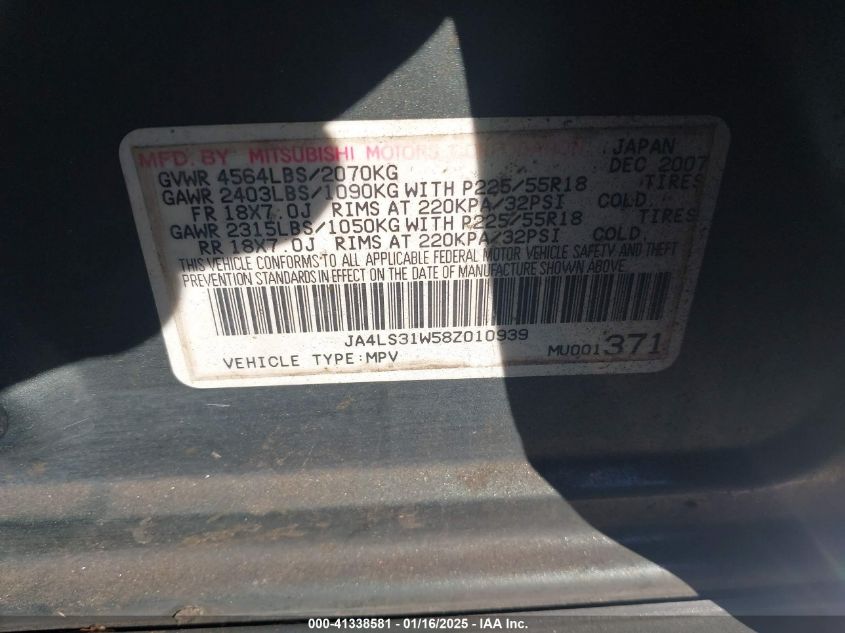 MFD. BY MITSUBISHI MOTORS CORPORATION, JAPAN
GVWR 4564LBS/2070KG DEC 2007
GAWR 2403LBS/1090KG WITH P225/55R18 TIRES
FR 18X7.0J RIMS AT 220KPA/32PSI COLD.
GAWR 2315LBS/1050KG WITH P225/55R18 TIRES
RR 18X7.0J RIMS AT 220KPA/32PSI COLD.
THIS VEHICLE CONFORMS TO ALL APPLICABLE FEDERAL MOTOR VEHICLE SAFETY AND THEFT
PREVENTION STANDARDS IN EFFECT ON THE DATE OF MANUFACTURE SHOWN ABOVE.
JA4LS31W58Z010939
VEHICLE TYPE:MPV MU001371
000-41338581 - 01/16/2025 - IAA Inc.